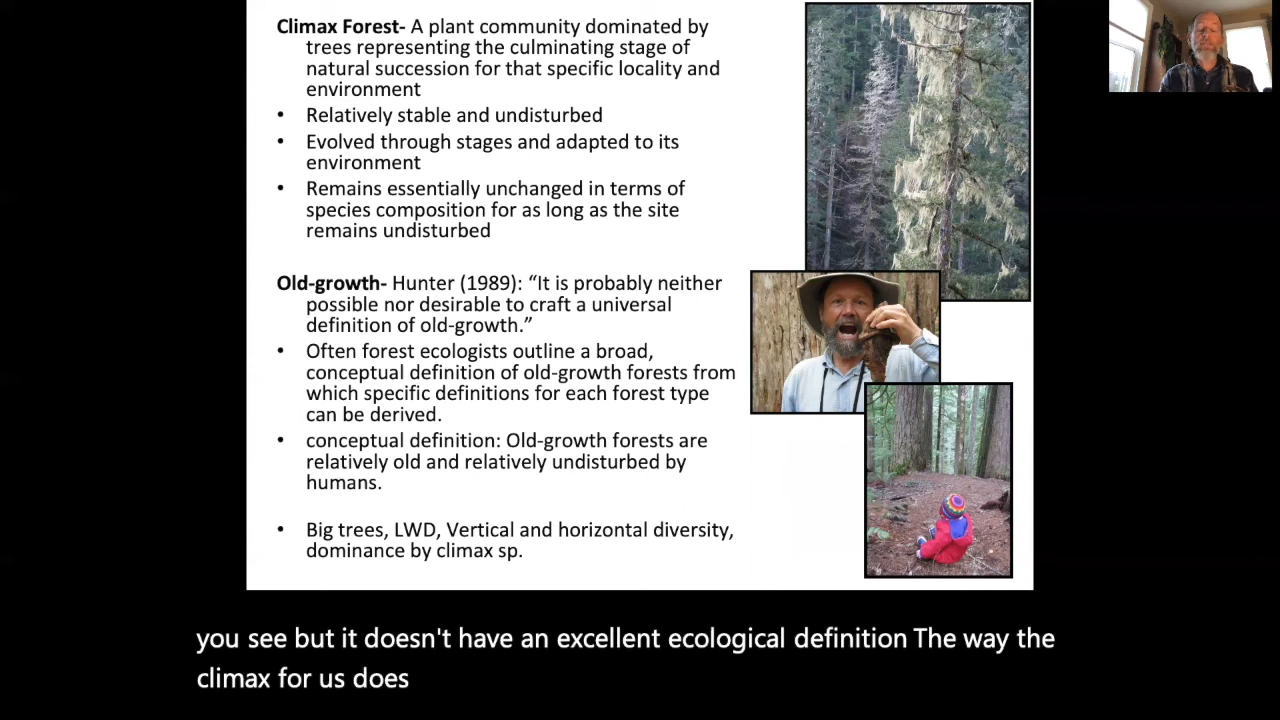 Climax Forest- A plant community dominated by
trees representing the culminating stage of
natural succession for that specific locality and
environment
• Relatively stable and undisturbed
• Evolved through stages and adapted to its
environment
• Remains essentially unchanged in terms of
species composition for as long as the site
remains undisturbed
Old-growth- Hunter (1989): “It is probably neither
possible nor desirable to craft a universal
definition of old-growth.”
• Often forest ecologists outline a broad,
conceptual definition of old-growth forests from
which specific definitions for each forest type
can be derived.
• conceptual definition: Old-growth forests are
relatively old and relatively undisturbed by
humans.
• Big trees, LWD, Vertical and horizontal diversity,
dominance by climax sp.
you see but it doesn't have an excellent ecological definition The way the
climax for us does